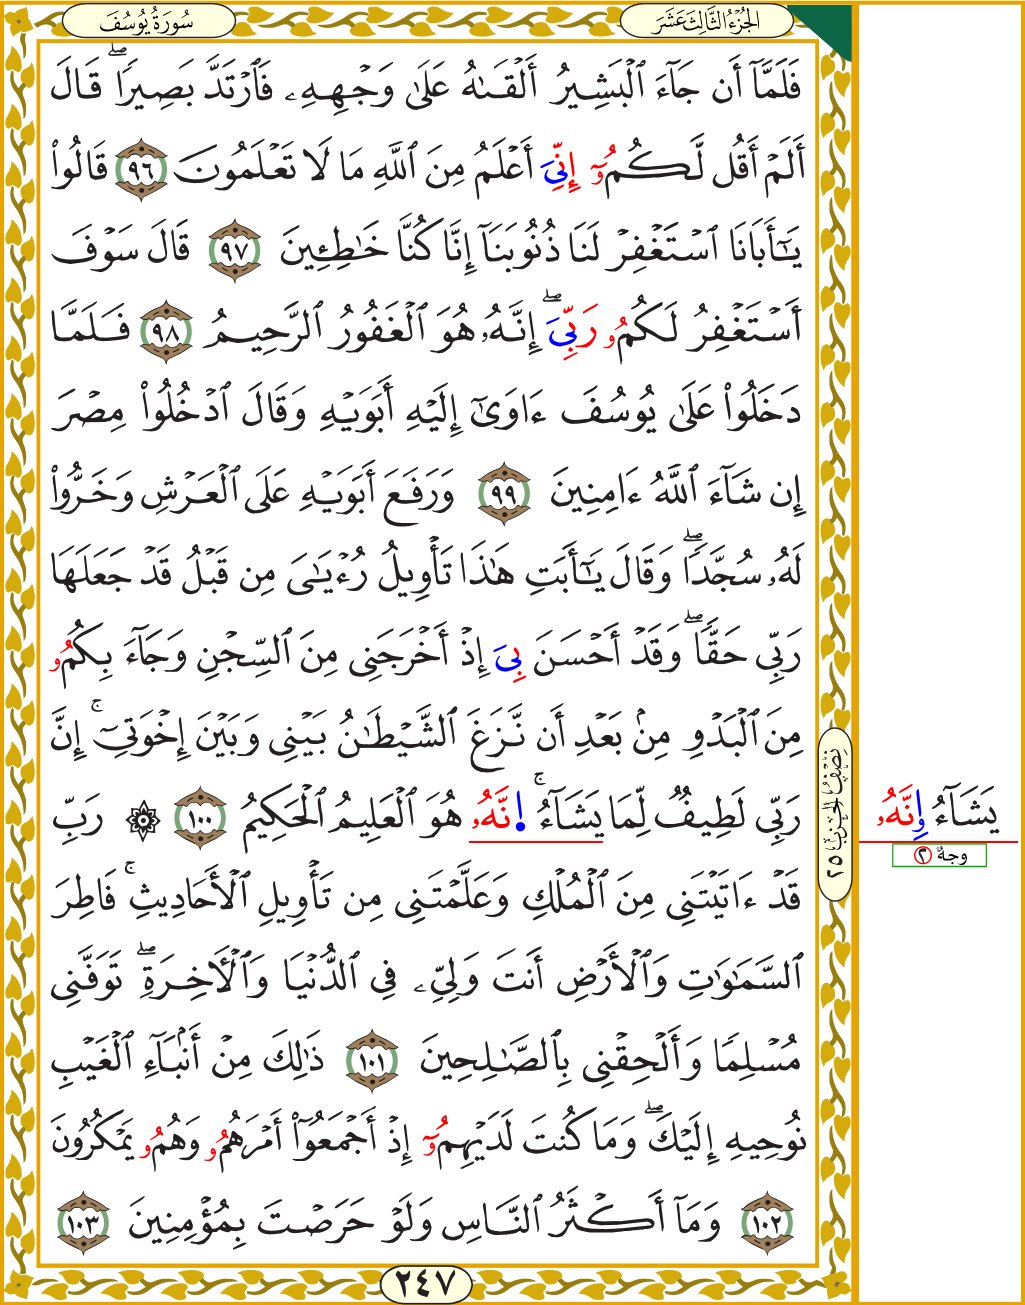 الجُزْءُ الثَّالِثَ عَشَرَ
سُورَةُ يُوسُفَ
فَلَمَّآ أَن جَآءَ ٱلۡبَشِيرُ أَلۡقَىٰهُ عَلَىٰ وَجۡهِهِۦ فَٱرۡتَدَّ بَصِيرٗاۖ قَالَ
أَلَمۡ أَقُل لَّكُمُۥٓ إِنِّيَ أَعۡلَمُ مِنَ ٱللَّهِ مَا لَا تَعۡلَمُونَ ٩٦ قَالُواْ
يَٰٓأَبَانَا ٱسۡتَغۡفِرۡ لَنَا ذُنُوبَنَآ إِنَّا كُنَّا خَٰطِـِٔينَ ٩٧ قَالَ سَوۡفَ
أَسۡتَغۡفِرُ لَكُمُۥ رَبِّيَۖ إِنَّهُۥ هُوَ ٱلۡغَفُورُ ٱلرَّحِيمُ ٩٨ فَلَمَّا
دَخَلُواْ عَلَىٰ يُوسُفَ ءَاوَىٰٓ إِلَيۡهِ أَبَوَيۡهِ وَقَالَ ٱدۡخُلُواْ مِصۡرَ
إِن شَآءَ ٱللَّهُ ءَامِنِينَ ٩٩ وَرَفَعَ أَبَوَيۡهِ عَلَى ٱلۡعَرۡشِ وَخَرُّواْ
لَهُۥ سُجَّدٗاۖ وَقَالَ يَٰٓأَبَتِ هَٰذَا تَأۡوِيلُ رُءۡيَٰيَ مِن قَبۡلُ قَدۡ جَعَلَهَا
رَبِّي حَقّٗاۖ وَقَدۡ أَحۡسَنَ بِيَ إِذۡ أَخۡرَجَنِي مِنَ ٱلسِّجۡنِ وَجَآءَ بِكُمُۥ
مِنَ ٱلۡبَدۡوِ مِنۢ بَعۡدِ أَن نَّزَغَ ٱلشَّيۡطَٰنُ بَيۡنِي وَبَيۡنَ إِخۡوَتِيٓۚ إِنَّ
رَبِّي لَطِيفٞ لِّمَا يَشَآءُۚ ا۪نَّهُۥ هُوَ ٱلۡعَلِيمُ ٱلۡحَكِيمُ ١٠٠ ۞ رَبِّ
قَدۡ ءَاتَيۡتَنِي مِنَ ٱلۡمُلۡكِ وَعَلَّمۡتَنِي مِن تَأۡوِيلِ ٱلۡأَحَادِيثِۚ فَاطِرَ
ٱلسَّمَٰوَٰتِ وَٱلۡأَرۡضِ أَنتَ وَلِيِّۦ فِي ٱلدُّنۡيَا وَٱلۡأٓخِرَةِۖ تَوَفَّنِي
مُسۡلِمٗا وَأَلۡحِقۡنِي بِٱلصَّٰلِحِينَ ١٠١ ذَٰلِكَ مِنۡ أَنۢبَآءِ ٱلۡغَيۡبِ
نُوحِيهِ إِلَيۡكَۖ وَمَا كُنتَ لَدَيۡهِمُۥٓ إِذۡ أَجۡمَعُوٓاْ أَمۡرَهُمُۥ وَهُمُۥ يَمۡكُرُونَ
١٠٢ وَمَآ أَكۡثَرُ ٱلنَّاسِ وَلَوۡ حَرَصۡتَ بِمُؤۡمِنِينَ ١٠٣
نِصْفُ الحِزْبِ ٢٥
يَشَآءُ وِنَّهُۥ
وجهٌ ٢
٢٤٧